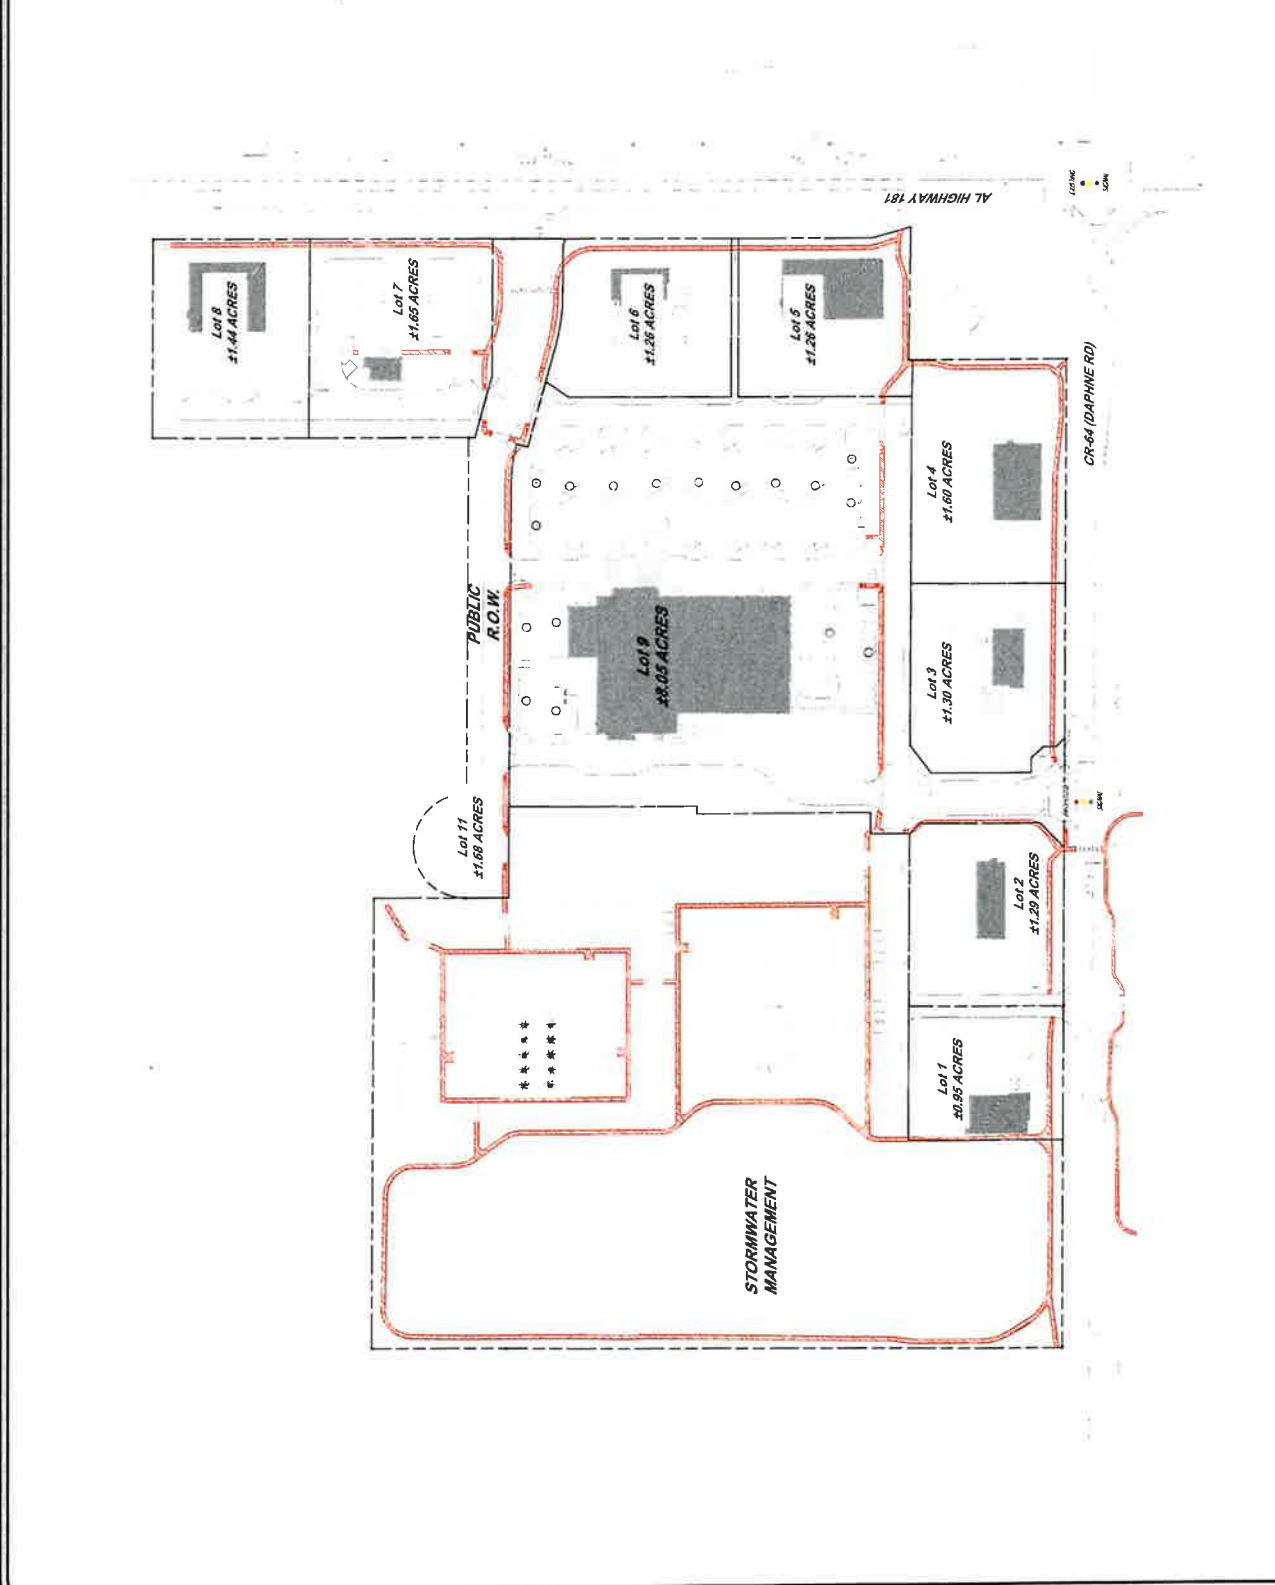 AL HIGHWAY 181
EXISTING
SIGNAL
Lot 8
±1.44 ACRES
Lot 7
±1.65 ACRES
Lot 6
±1.26 ACRES
Lot 5
±1.26 ACRES
CR-64 (DAPHNE RD)
Lot 4
±1.60 ACRES
PUBLIC
R.O.W.
Lot 9
±8.05 ACRES
Lot 3
±1.30 ACRES
Lot 11
±1.68 ACRES
SIGNAL
Lot 2
±1.29 ACRES
Lot 1
±0.95 ACRES
STORMWATER
MANAGEMENT